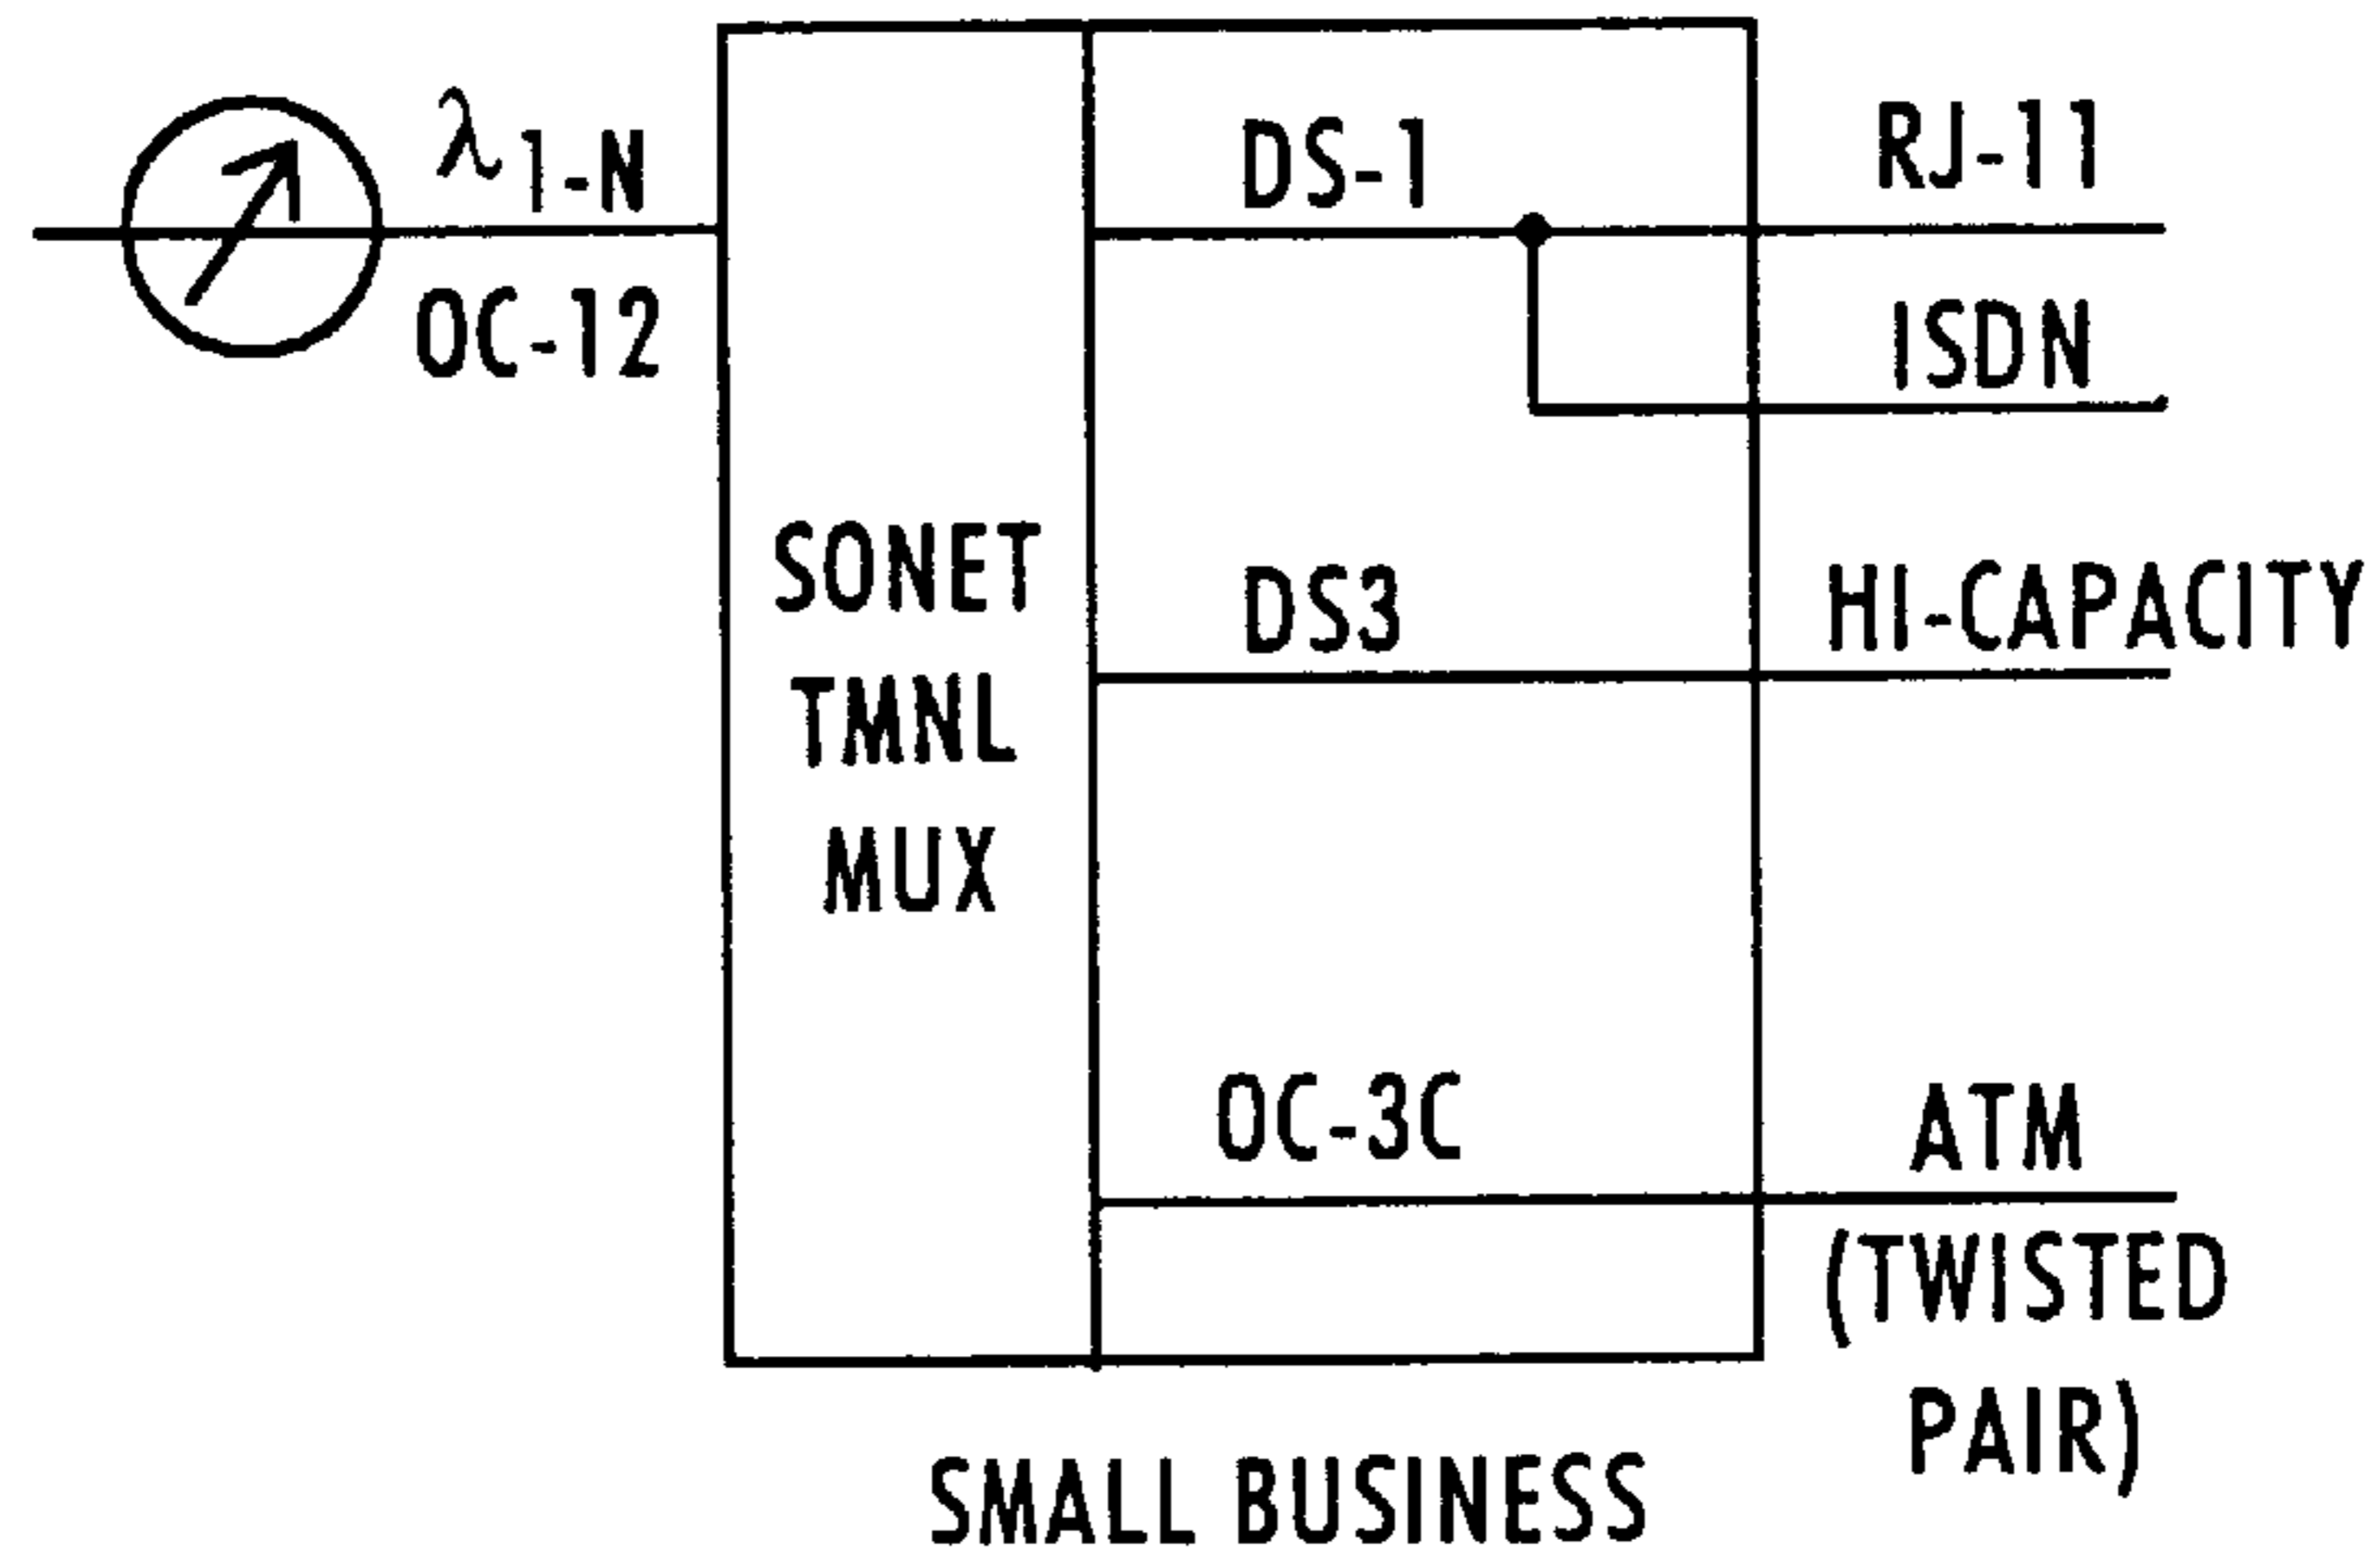 λ1-N
OC-12
SONET
TMNL
MUX
DS-1
RJ-11
ISDN
DS3
HI-CAPACITY
OC-3C
ATM
(TWISTED
PAIR)
SMALL BUSINESS